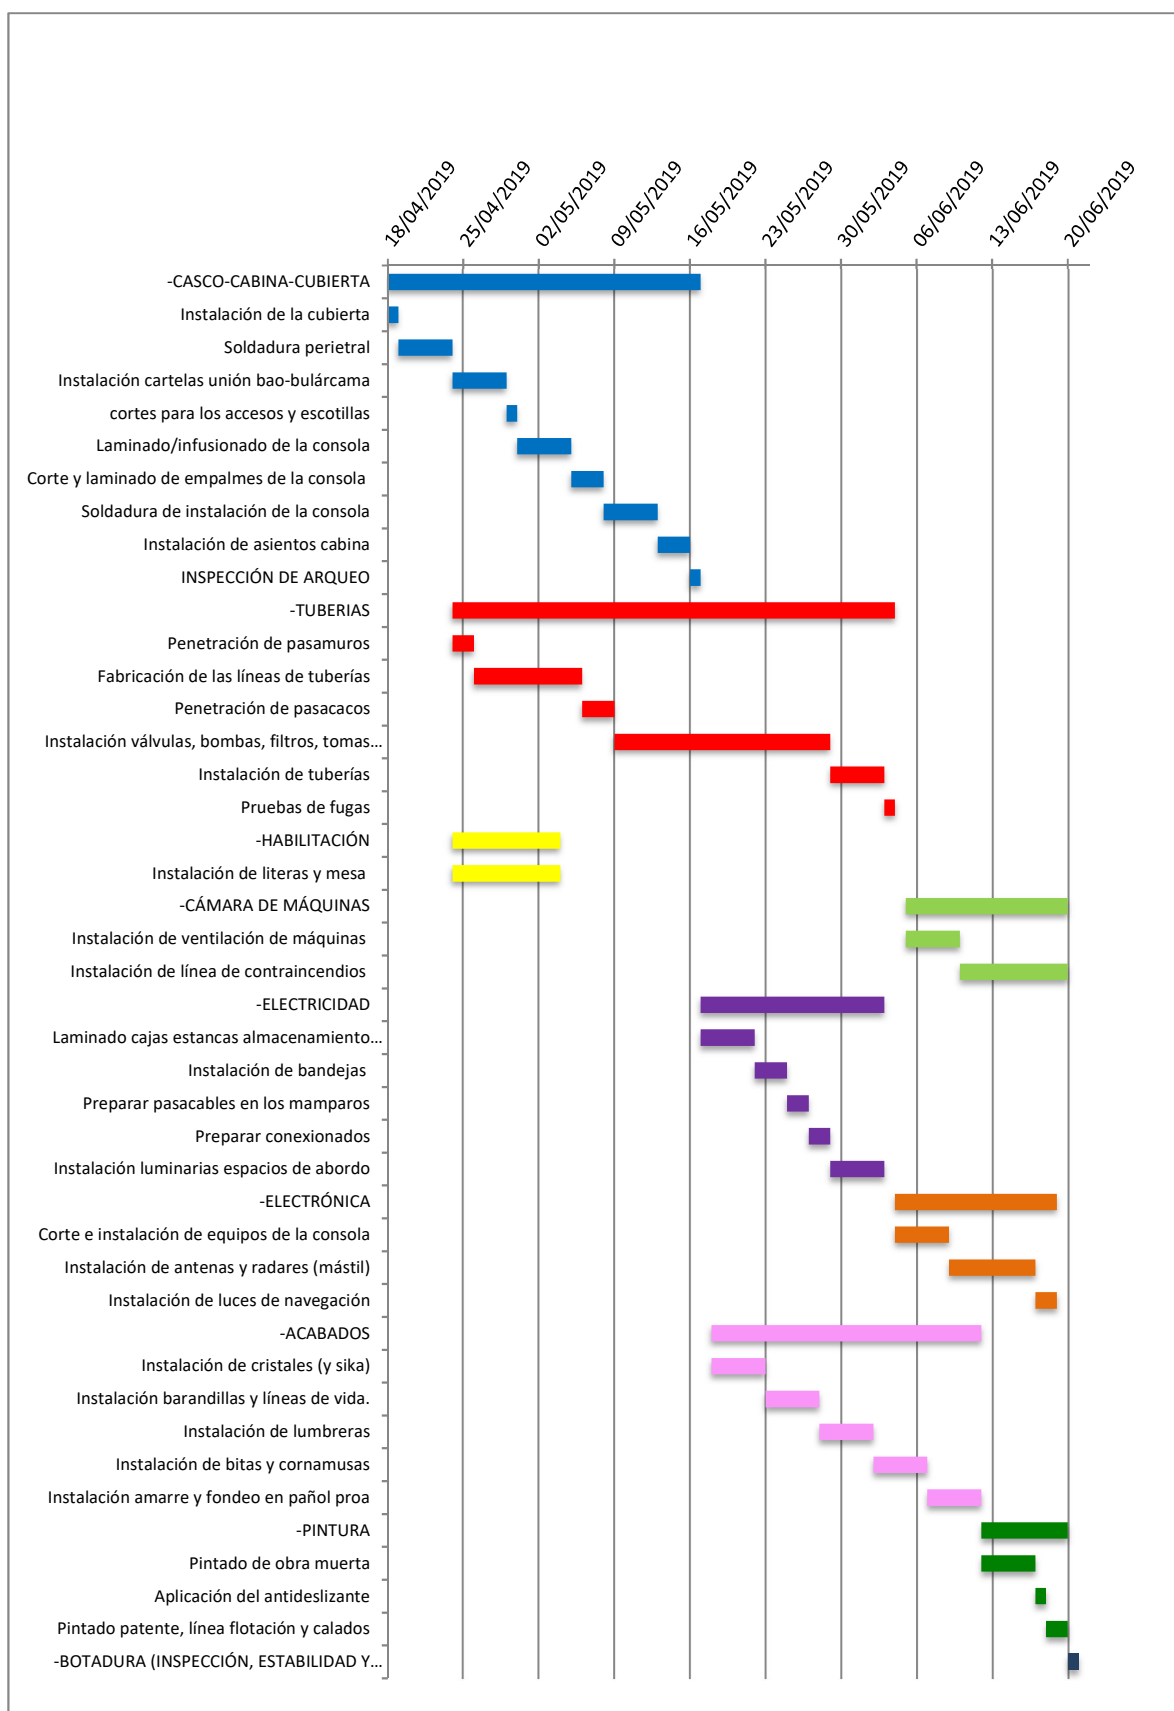 18/04/2019
25/04/2019
02/05/2019
09/05/2019
16/05/2019
23/05/2019
30/05/2019
06/06/2019
13/06/2019
20/06/2019
-CASCO-CABINA-CUBIERTA
Instalación de la cubierta
Soldadura perietral
Instalación cartelas unión bao-bulárcama
cortes para los accesos y escotillas
Laminado/infusionado de la consola
Corte y laminado de empalmes de la consola
Soldadura de instalación de la consola
Instalación de asientos cabina
INSPECCIÓN DE ARQUEO
-TUBERIAS
Penetración de pasamuros
Fabricación de las líneas de tuberías
Penetración de pasacacos
Instalación válvulas, bombas, filtros, tomas...
Instalación de tuberías
Pruebas de fugas
-HABILITACIÓN
Instalación de literas y mesa
-CÁMARA DE MÁQUINAS
Instalación de ventilación de máquinas
Instalación de línea de contraincendios
-ELECTRICIDAD
Laminado cajas estancas almacenamiento...
Instalación de bandejas
Preparar pasacables en los mamparos
Preparar conexionados
Instalación luminarias espacios de abordo
-ELECTRÓNICA
Corte e instalación de equipos de la consola
Instalación de antenas y radares (mástil)
Instalación de luces de navegación
-ACABADOS
Instalación de cristales (y sika)
Instalación barandillas y líneas de vida.
Instalación de lumbreras
Instalación de bitas y cornamusas
Instalación amarre y fondeo en pañol proa
-PINTURA
Pintado de obra muerta
Aplicación del antideslizante
Pintado patente, línea flotación y calados
-BOTADURA (INSPECCIÓN, ESTABILIDAD Y...